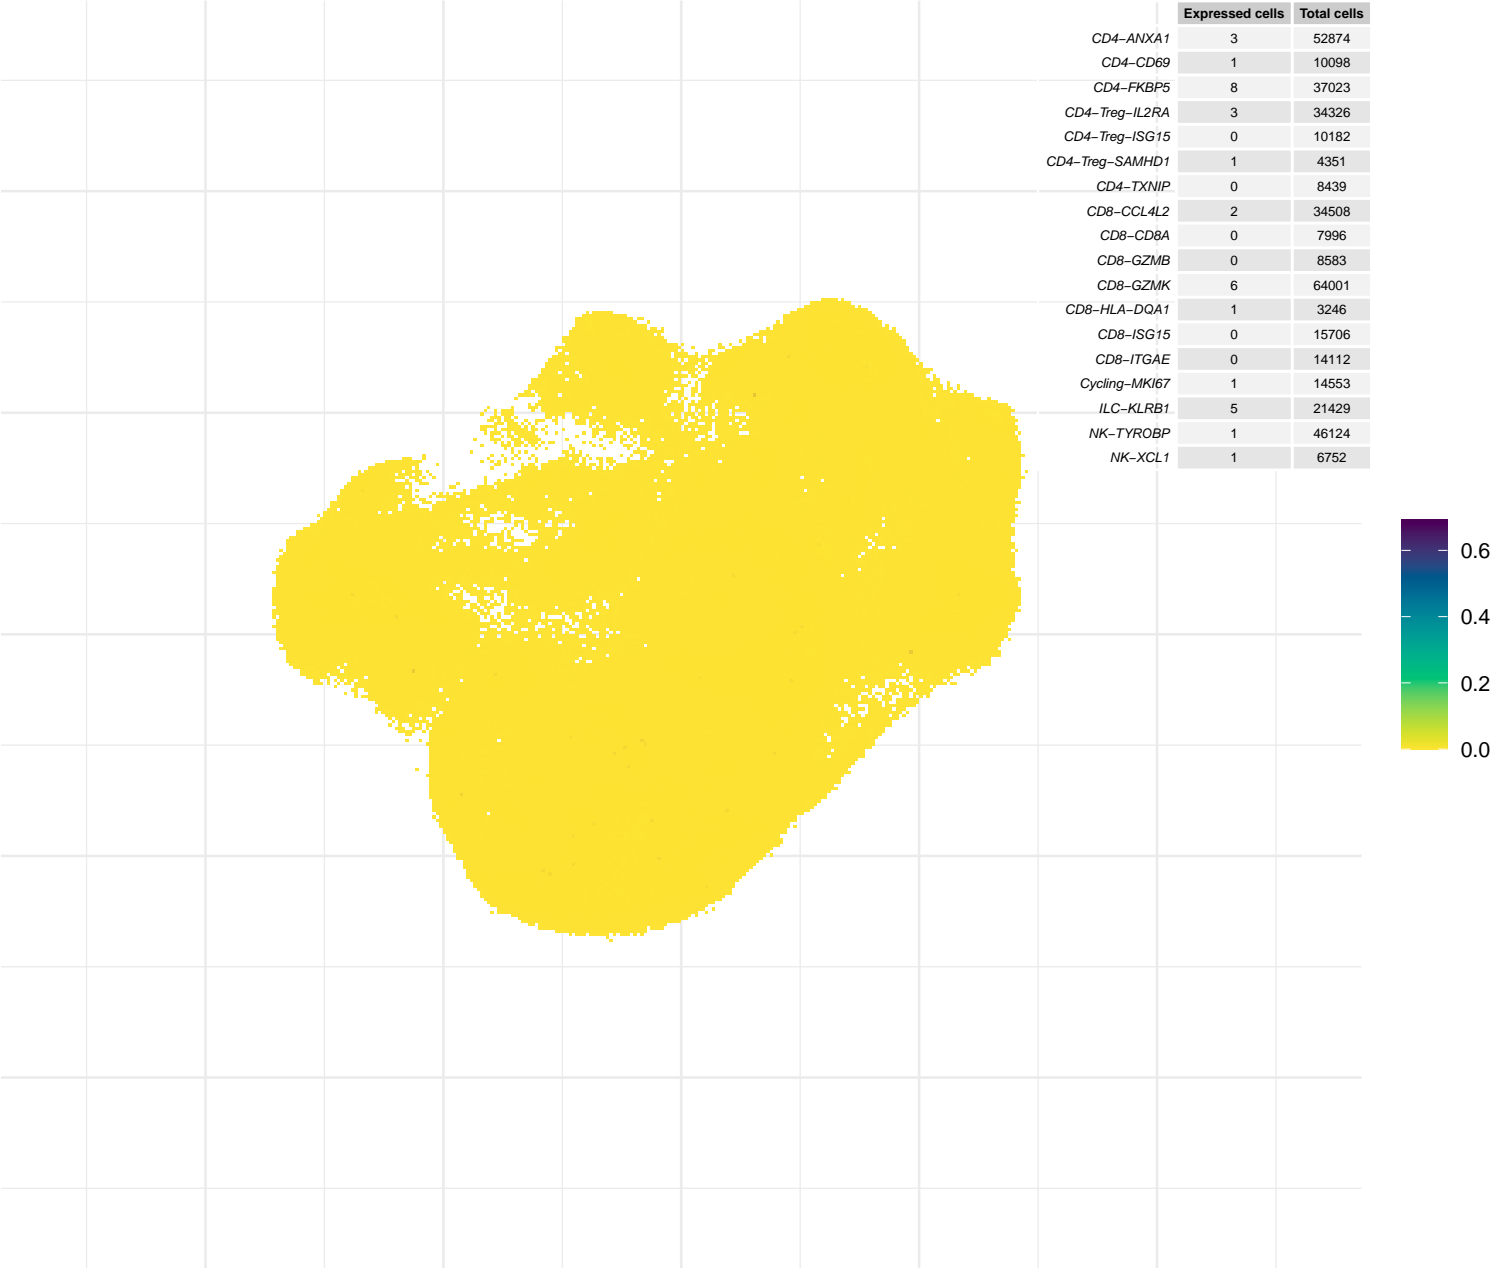 Expressed cells Total cells
CD4−ANXA1 3 52874
CD4−CD69 1 10098
CD4−FKBP5 8 37023
CD4−Treg−IL2RA 3 34326
CD4−Treg−ISG15 0 10182
CD4−Treg−SAMHD1 1 4351
CD4−TXNIP 0 8439
CD8−CCL4L2 2 34508
CD8−CD8A 0 7996
CD8−GZMB 0 8583
CD8−GZMK 6 64001
CD8−HLA−DQA1 1 3246
CD8−ISG15 0 15706
CD8−ITGAE 0 14112
Cycling−MKI67 1 14553
ILC−KLRB1 5 21429
NK−TYROBP 1 46124
NK−XCL1 1 6752
0.6
0.4
0.2
0.0